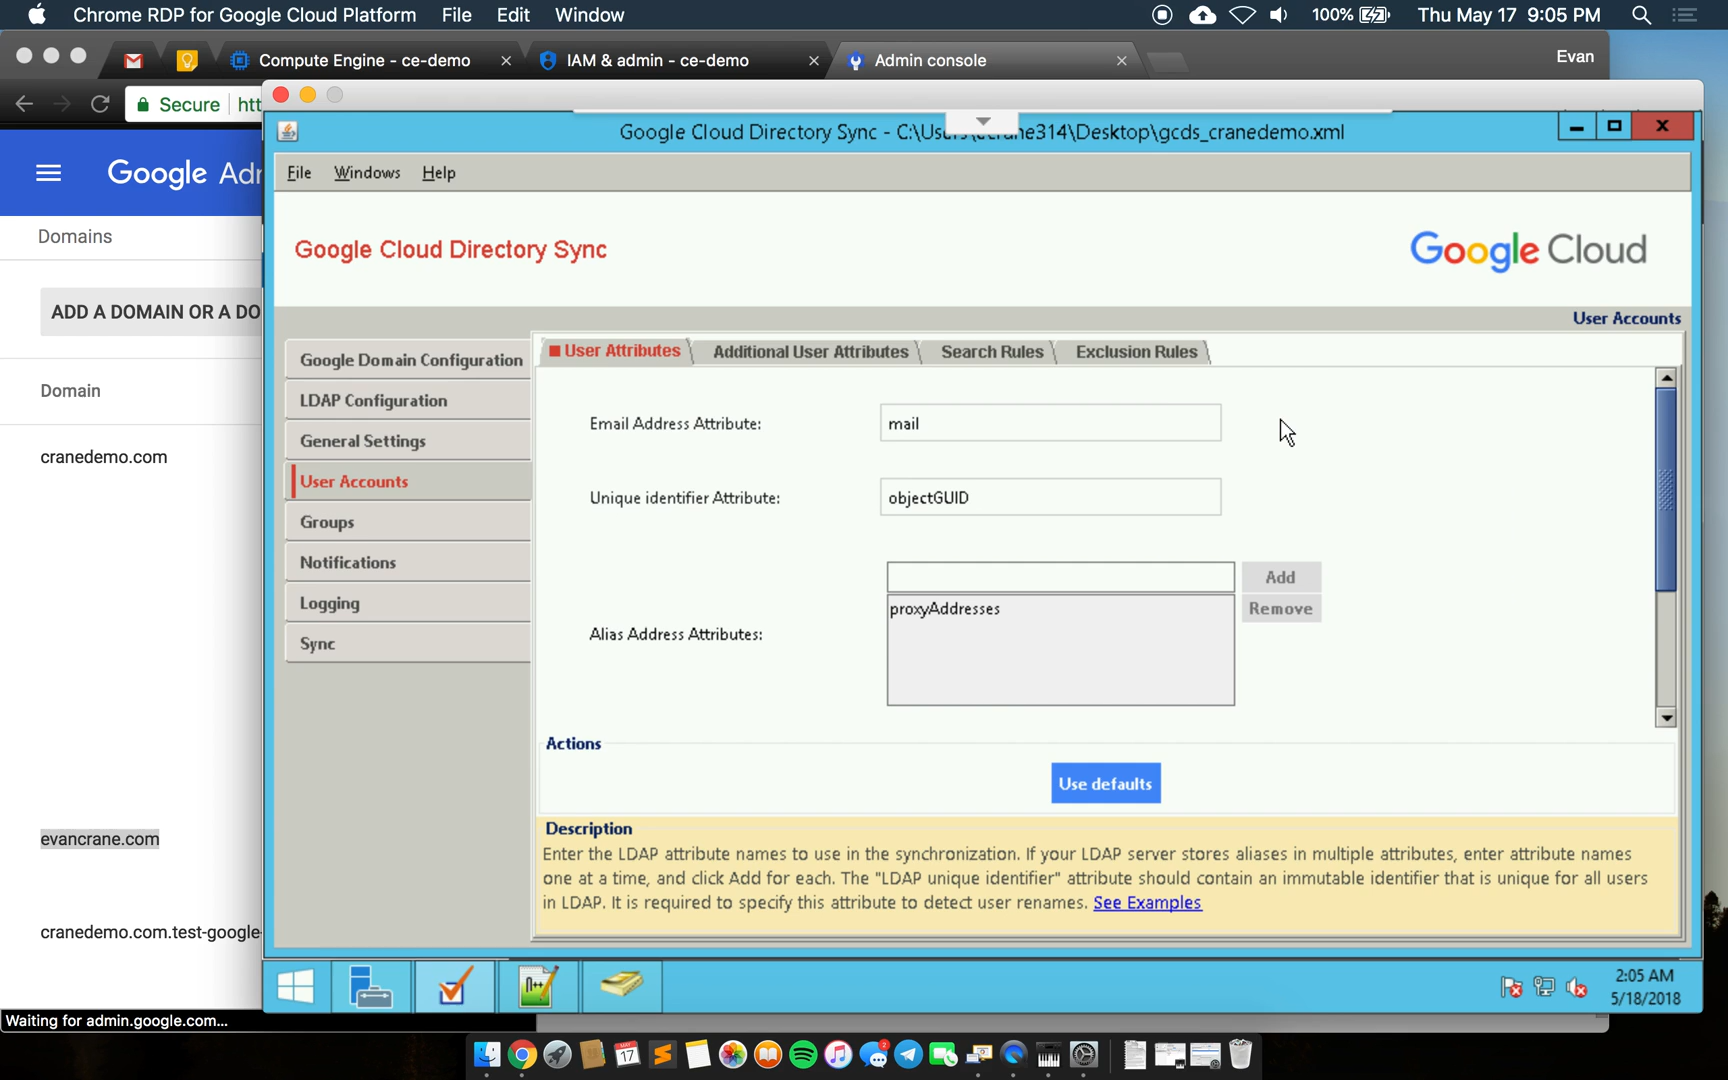 Chrome RDP for Google Cloud Platform File Edit Window 100% Thu May 17 9:05 PM
Compute Engine - ce-demo IAM & admin - ce-demo Admin console Evan
Secure
Google Cloud Directory Sync
File Windows Help
Google
Domains
Google Cloud Directory Sync
Google Cloud
ADD A DOMAIN OR A DO
User Accounts
Google Domain Configuration
LDAP Configuration
General Settings
User Accounts
Groups
Notifications
Logging
Sync
User Attributes Additional User Attributes Search Rules Exclusion Rules
Domain
cranedemo.com
Email Address Attribute: mail
Unique identifier Attribute: objectGUID
Add
proxyAddresses
Remove
Alias Address Attributes:
Actions
Use defaults
Description
Enter the LDAP attribute names to use in the synchronization. If your LDAP server stores aliases in multiple attributes, enter attribute names
one at a time, and click Add for each. The "LDAP unique identifier" attribute should contain an immutable identifier that is unique for all users
in LDAP. It is required to specify this attribute to detect user renames. See Examples
evancrane.com
cranedemo.com.test-google-
2:05 AM
5/18/2018
Waiting for admin.google.com...
17
2